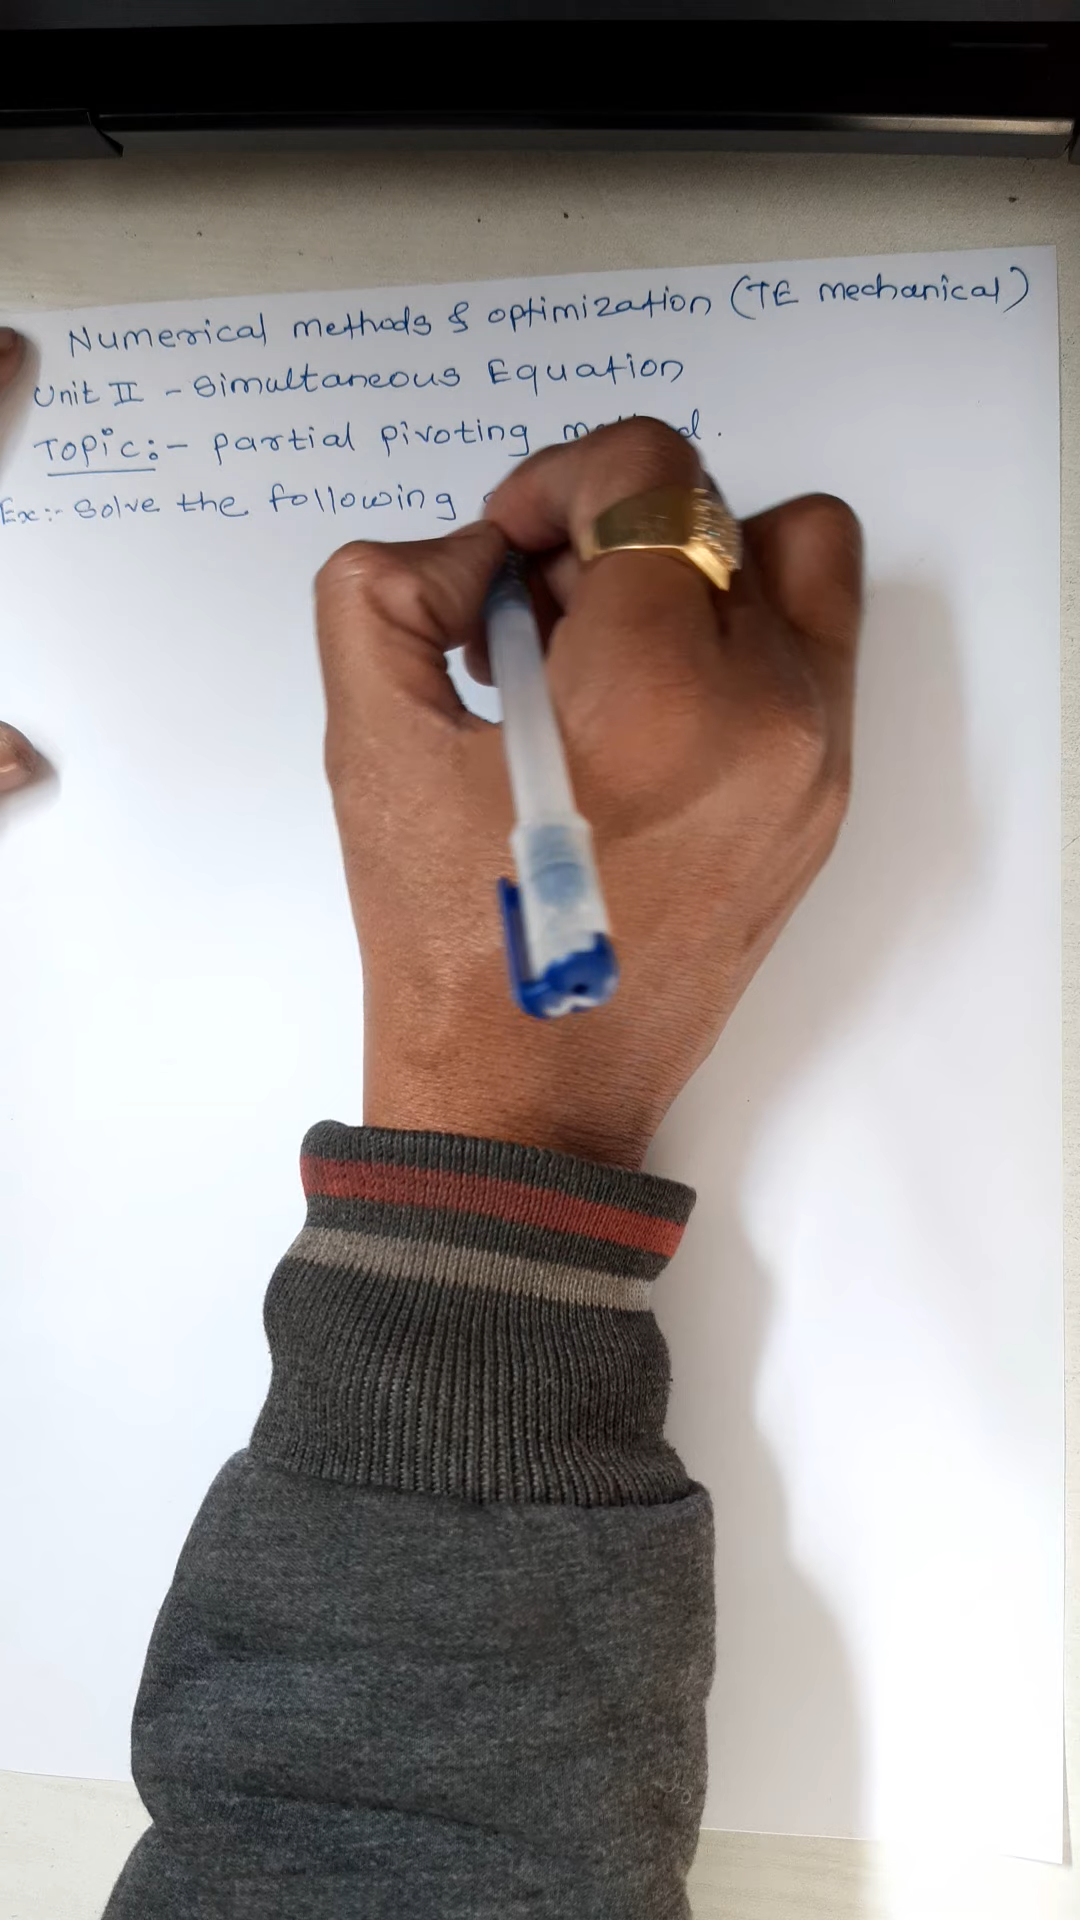 Numerical methods & optimization (TE mechanical)
Unit II - Simultaneous Equation
Topic:- partial pivoting
Ex:- Solve the following